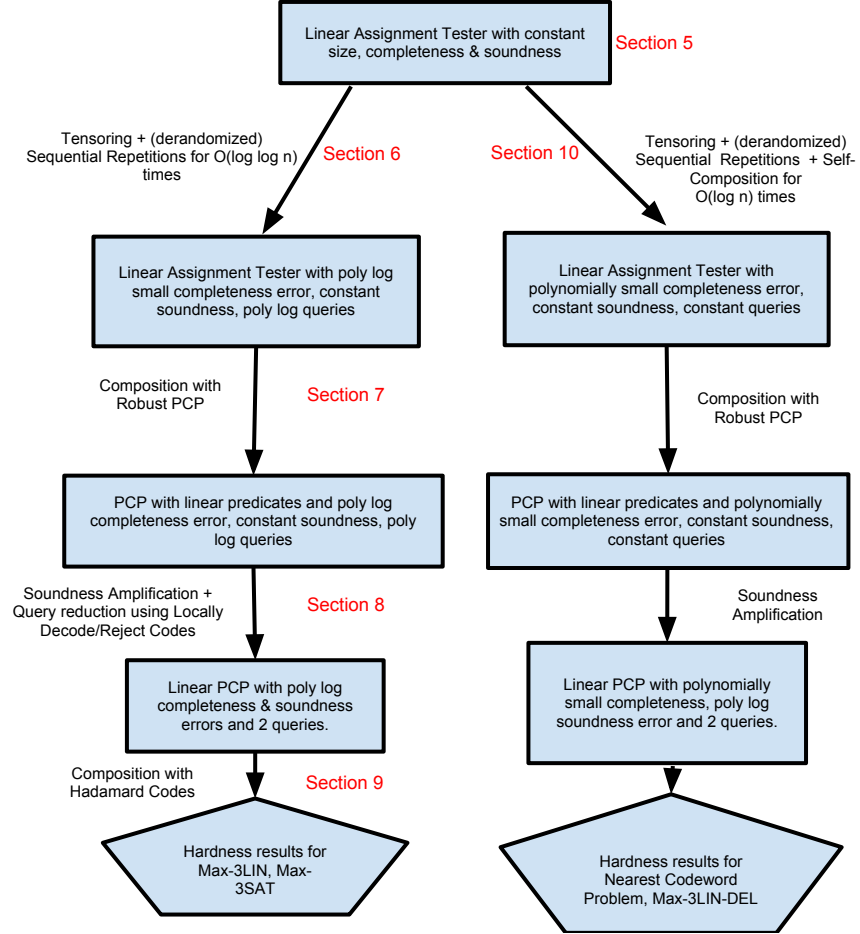 Linear Assignment Tester with constant
size, completeness & soundness
Section 5
Tensoring + (derandomized)
Sequential Repetitions for O(log log n)
times
Section 6
Section 10
Tensoring + (derandomized)
Sequential Repetitions + Self-
Composition for
O(log n) times
Linear Assignment Tester with poly log
small completeness error, constant
soundness, poly log queries
Linear Assignment Tester with
polynomially small completeness error,
constant soundness, constant queries
Composition with
Robust PCP
Section 7
Composition with
Robust PCP
PCP with linear predicates and poly log
completeness error, constant soundness, poly
log queries
PCP with linear predicates and polynomially
small completeness error, constant soundness,
constant queries
Soundness Amplification +
Query reduction using Locally
Decode/Reject Codes
Section 8
Soundness
Amplification
Linear PCP with poly log
completeness & soundness
errors and 2 queries.
Linear PCP with polynomially
small completeness, poly log
soundness error and 2 queries.
Composition with
Hadamard Codes
Section 9
Hardness results for
Max-3LIN, Max-
3SAT
Hardness results for
Nearest Codeword
Problem, Max-3LIN-DEL